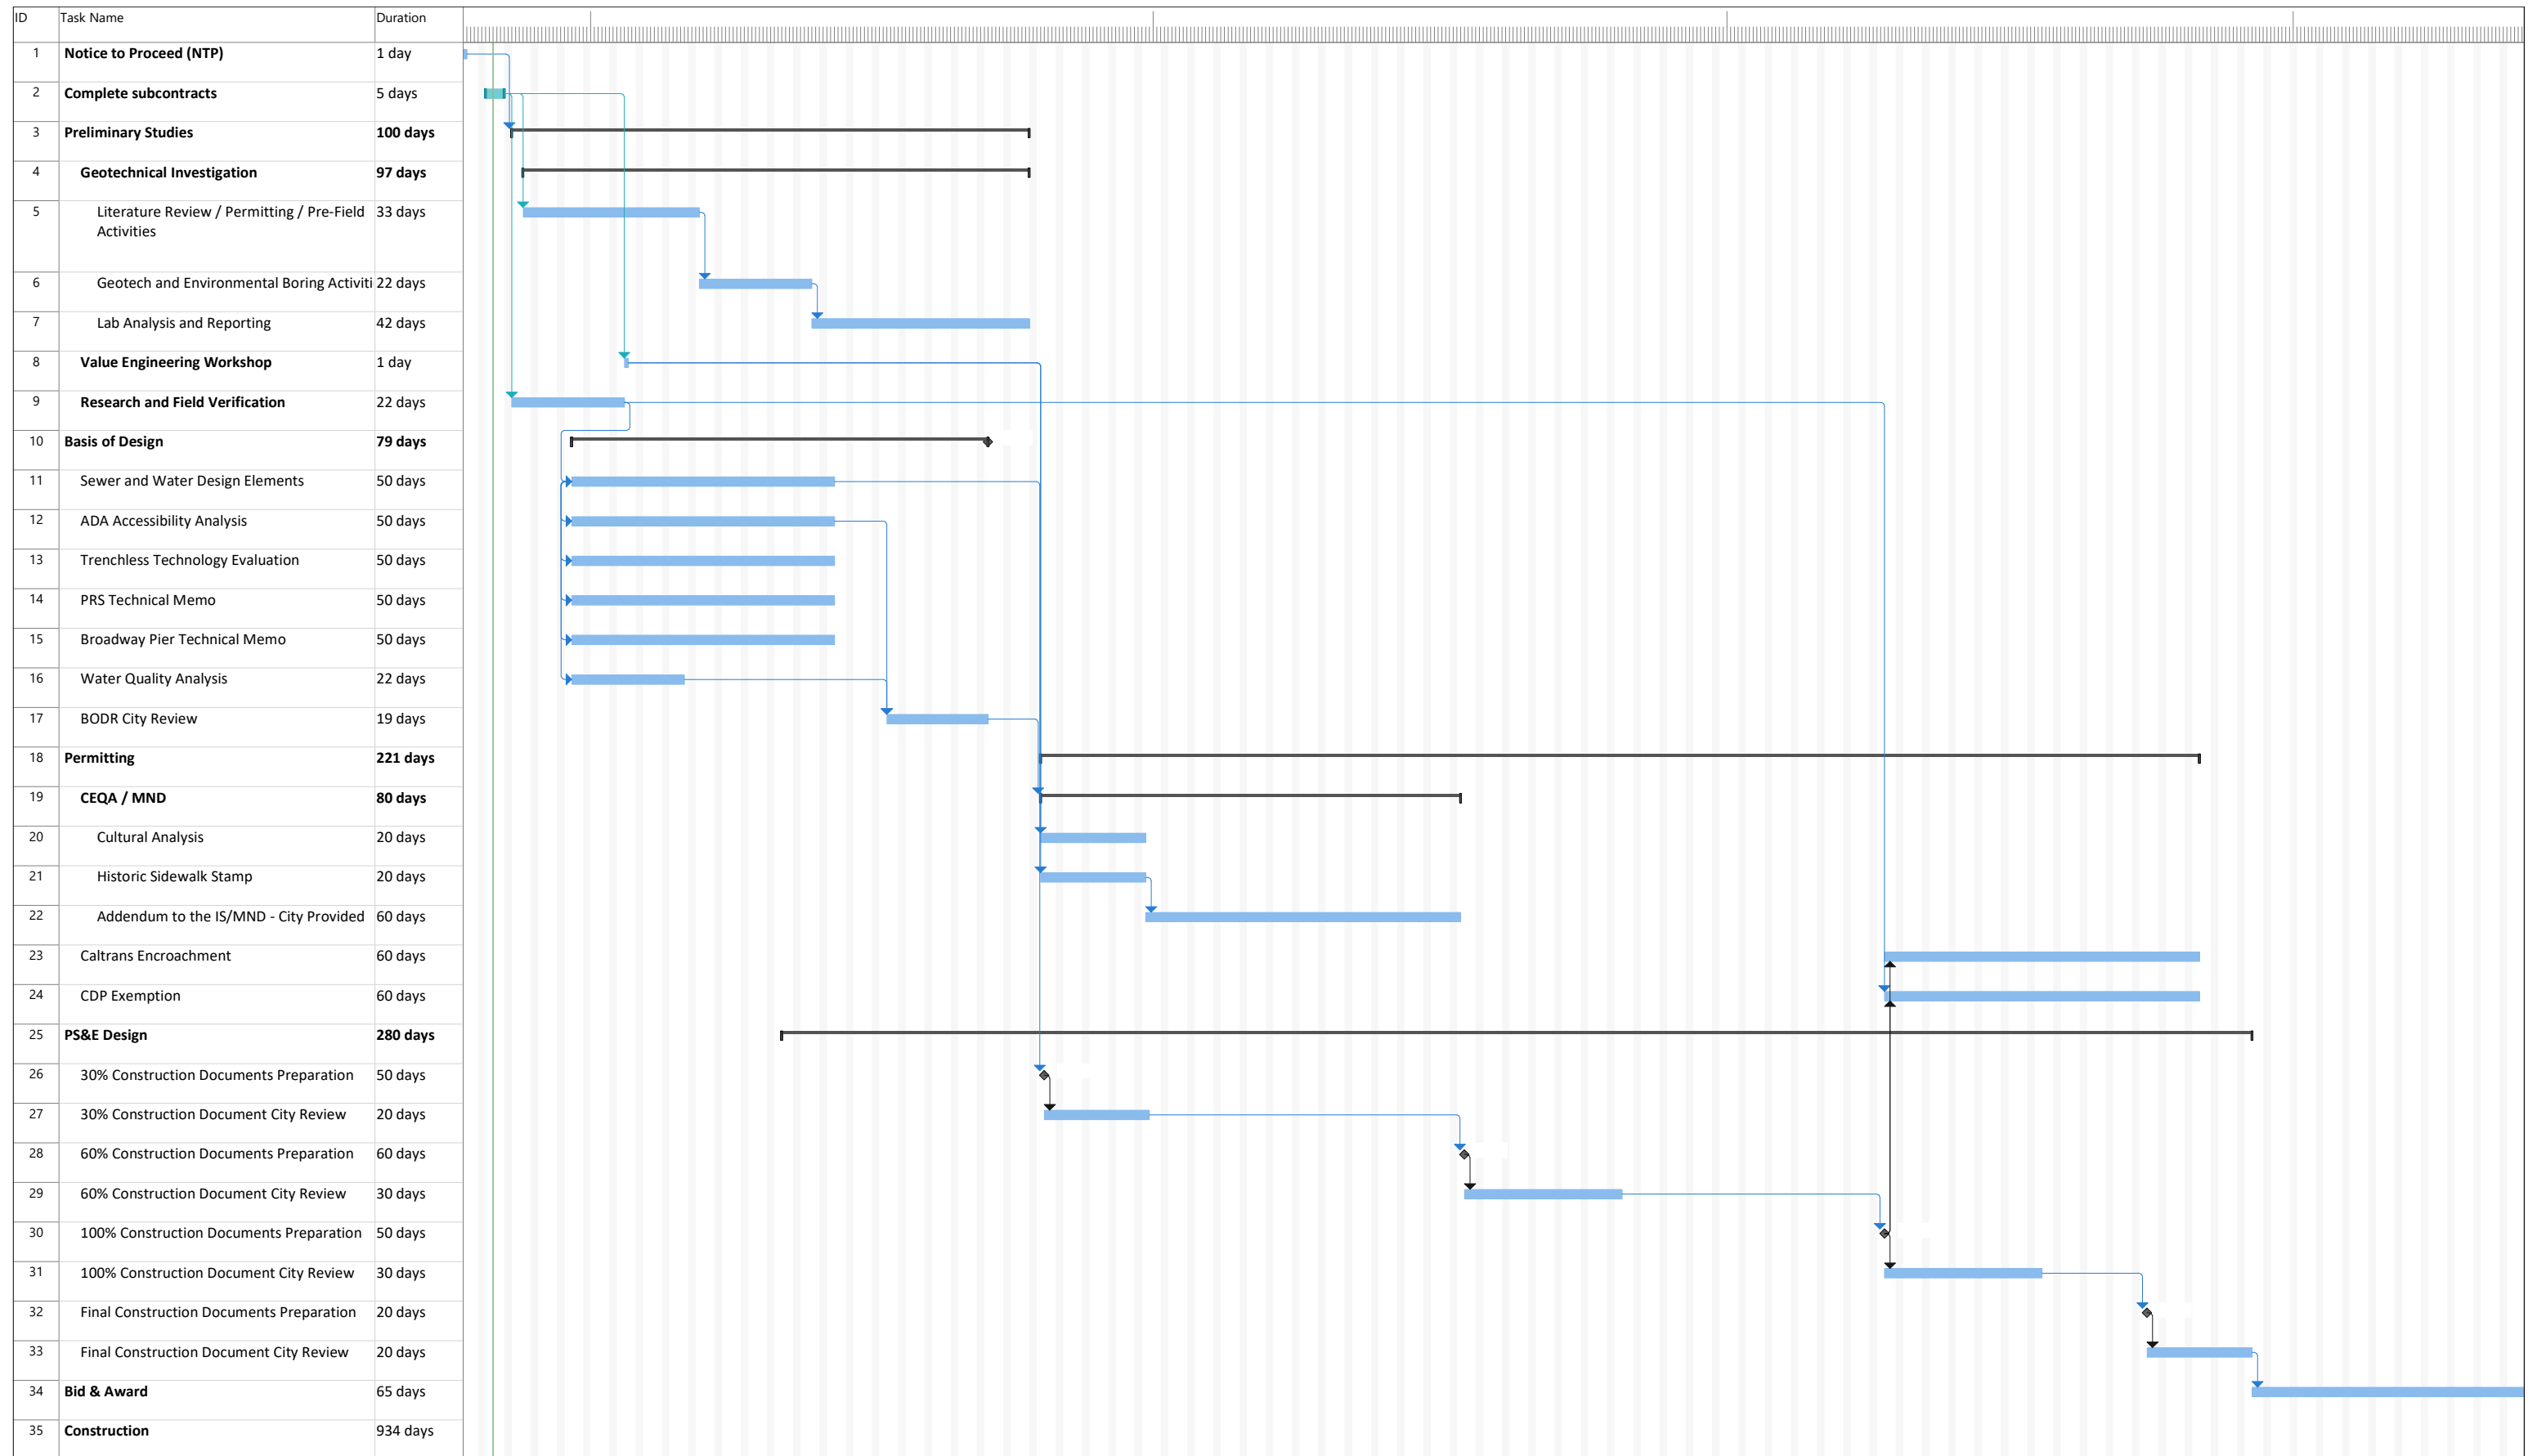 ID Task Name Duration
1 Notice to Proceed (NTP) 1 day
2 Complete subcontracts 5 days
3 Preliminary Studies 100 days
4 Geotechnical Investigation 97 days
5 Literature Review / Permitting / Pre-Field 33 days
Activities
6 Geotech and Environmental Boring Activiti 22 days
7 Lab Analysis and Reporting 42 days
8 Value Engineering Workshop 1 day
9 Research and Field Verification 22 days
10 Basis of Design 79 days
11 Sewer and Water Design Elements 50 days
12 ADA Accessibility Analysis 50 days
13 Trenchless Technology Evaluation 50 days
14 PRS Technical Memo 50 days
15 Broadway Pier Technical Memo 50 days
16 Water Quality Analysis 22 days
17 BODR City Review 19 days
18 Permitting 221 days
19 CEQA / MND 80 days
20 Cultural Analysis 20 days
21 Historic Sidewalk Stamp 20 days
22 Addendum to the IS/MND - City Provided 60 days
23 Caltrans Encroachment 60 days
24 CDP Exemption 60 days
25 PS&E Design 280 days
26 30% Construction Documents Preparation 50 days
27 30% Construction Document City Review 20 days
28 60% Construction Documents Preparation 60 days
29 60% Construction Document City Review 30 days
30 100% Construction Documents Preparation 50 days
31 100% Construction Document City Review 30 days
32 Final Construction Documents Preparation 20 days
33 Final Construction Document City Review 20 days
34 Bid & Award 65 days
35 Construction 934 days